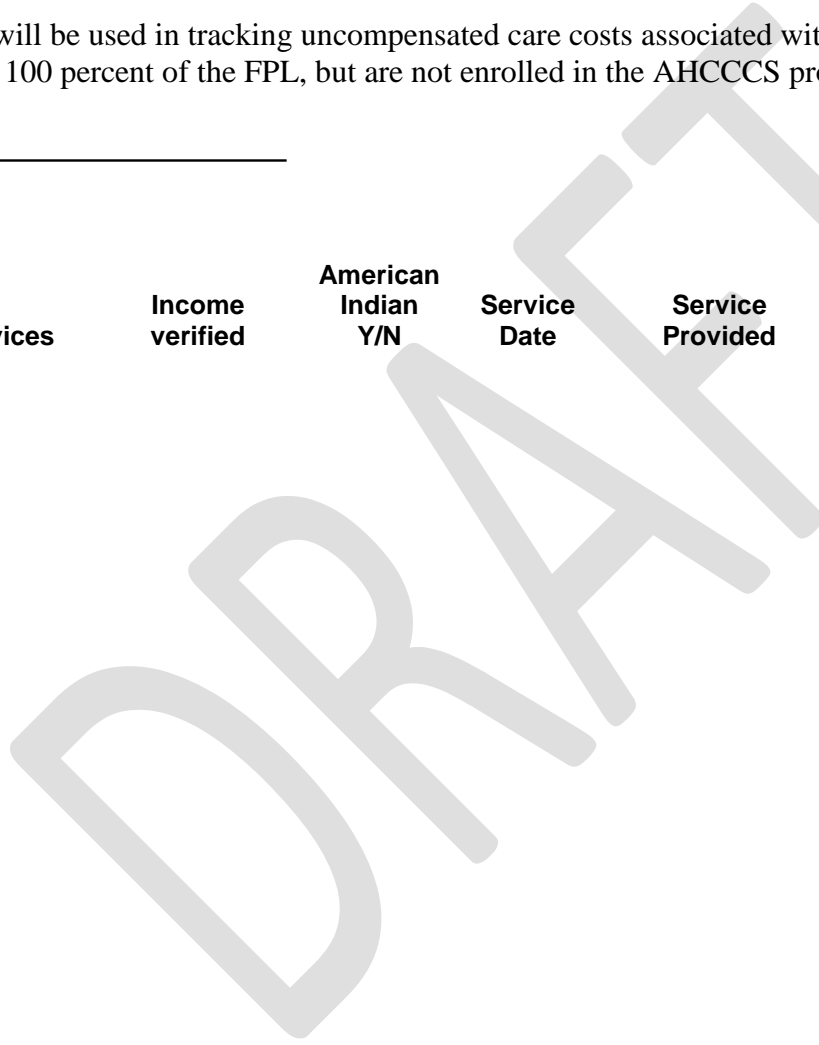 will be used in tracking uncompensated care costs associated wit
100 percent of the FPL, but are not enrolled in the AHCCCS pro
American
Income Indian Service Service
vices verified Y/N Date Provided
DRAFT